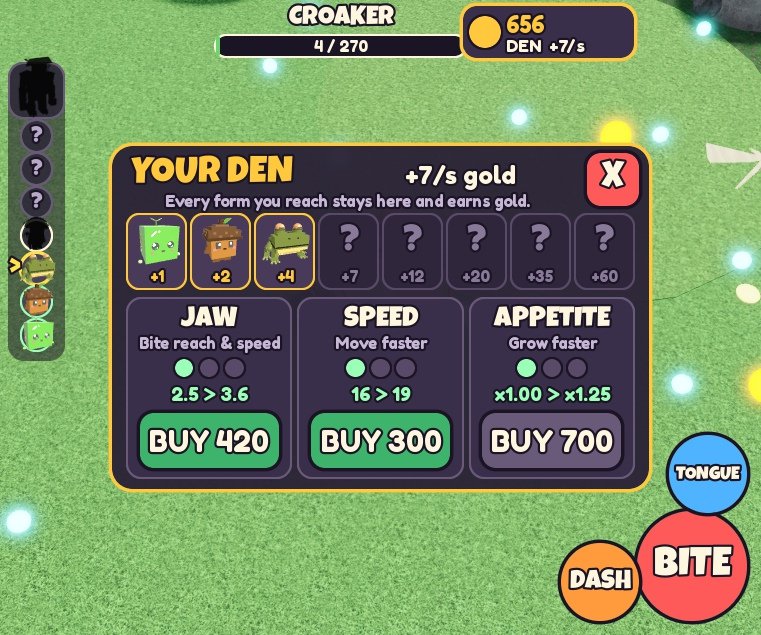 CROAKER
4 / 270
656
DEN +7/s
?
?
?
>
YOUR DEN
+7/s gold
X
Every form you reach stays here and earns gold.
? ? ? ? ?
+1 +2 +4 +7 +12 +20 +35 +60
JAW
Bite reach & speed
2.5 > 3.6
BUY 420
SPEED
Move faster
16 > 19
BUY 300
APPETITE
Grow faster
x1.00 > x1.25
BUY 700
TONGUE
BITE
DASH